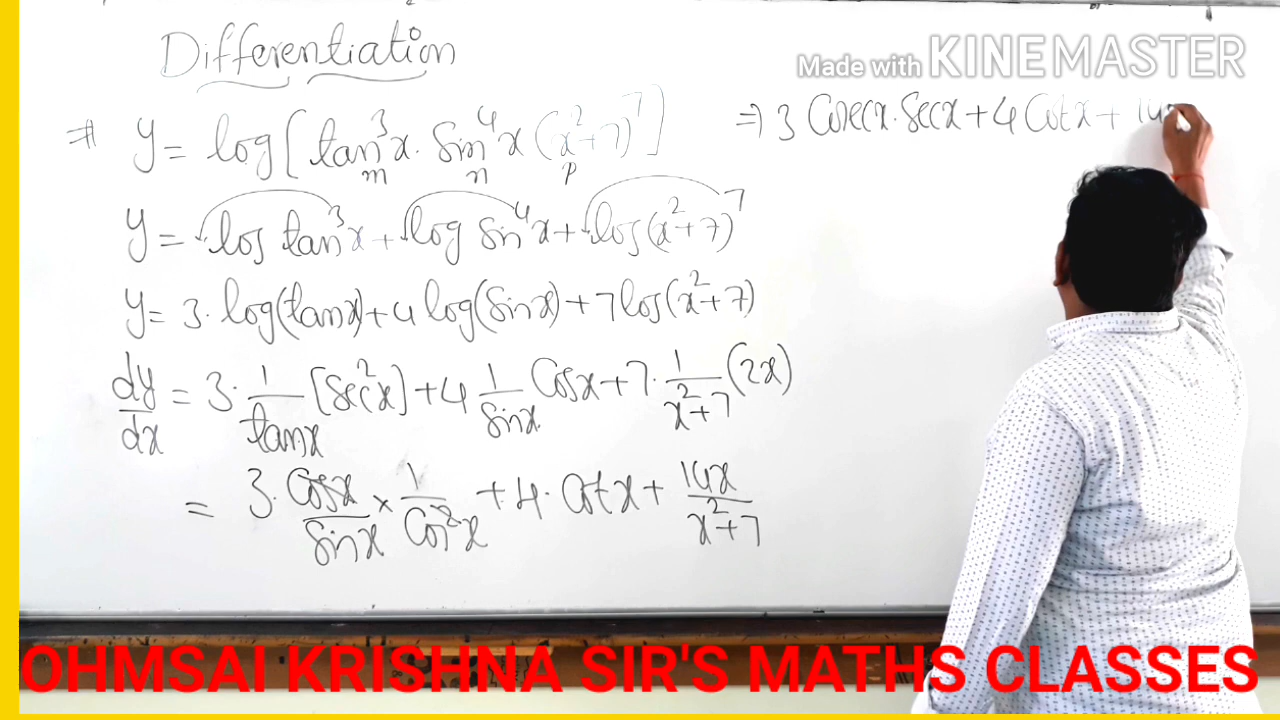 Differentiation
Made with KINEMASTER
⇒ y = log[tan³x · sin⁴x (x²+7)⁷]
m n p
y = log tan³x + log sin⁴x + log(x²+7)⁷
y = 3·log(tanx) + 4 log(sinx) + 7 log(x²+7)
dy/dx = 3·1/tanx [sec²x] + 4 1/sinx Cosx + 7·1/x²+7 (2x)
= 3·Cosx/sinx × 1/Cos²x + 4·Cotx + 14x/x²+7
⇒ 3 Cosecx·Secx + 4 Cotx + 14
OHMSAI KRISHNA SIR'S MATHS CLASSES